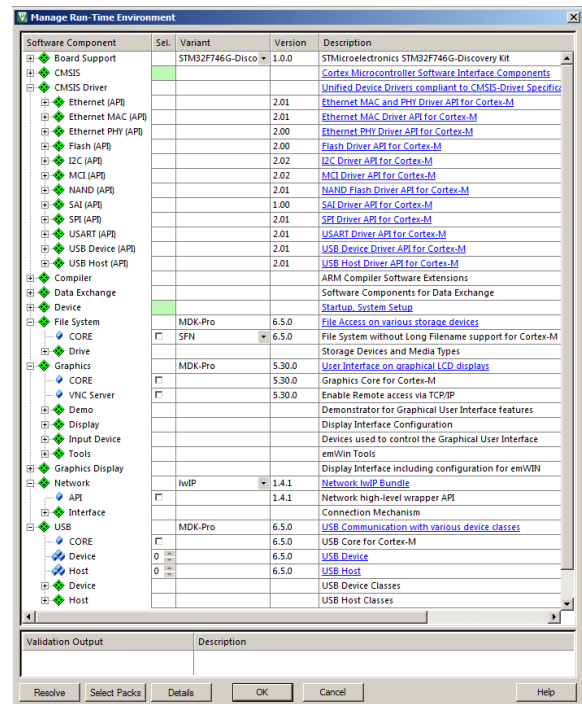 Manage Run-Time Environment
Software Component Sel. Variant Version Description
Board Support STM32F746G-Disco 1.0.0 STMicroelectronics STM32F746G-Discovery Kit
CMSIS Cortex Microcontroller Software Interface Components
CMSIS Driver Unified Device Drivers compliant to CMSIS-Driver Specifica
Ethernet (API) 2.01 Ethernet MAC and PHY Driver API for Cortex-M
Ethernet MAC (API) 2.01 Ethernet MAC Driver API for Cortex-M
Ethernet PHY (API) 2.00 Ethernet PHY Driver API for Cortex-M
Flash (API) 2.00 Flash Driver API for Cortex-M
I2C (API) 2.02 I2C Driver API for Cortex-M
MCI (API) 2.02 MCI Driver API for Cortex-M
NAND (API) 2.01 NAND Flash Driver API for Cortex-M
SAI (API) 1.00 SAI Driver API for Cortex-M
SPI (API) 2.01 SPI Driver API for Cortex-M
USART (API) 2.01 USART Driver API for Cortex-M
USB Device (API) 2.01 USB Device Driver API for Cortex-M
USB Host (API) 2.01 USB Host Driver API for Cortex-M
Compiler ARM Compiler Software Extensions
Data Exchange Software Components for Data Exchange
Device Startup, System Setup
File System MDK-Pro 6.5.0 File Access on various storage devices
CORE SFN 6.5.0 File System without Long Filename support for Cortex-M
Drive Storage Devices and Media Types
Graphics MDK-Pro 5.30.0 User Interface on graphical LCD displays
CORE 5.30.0 Graphics Core for Cortex-M
VNC Server 5.30.0 Enable Remote access via TCP/IP
Demo Demonstrator for Graphical User Interface features
Display Display Interface Configuration
Input Device Devices used to control the Graphical User Interface
Tools emWin Tools
Graphics Display Display Interface including configuration for emWIN
Network lwIP 1.4.1 Network lwIP Bundle
API 1.4.1 Network high-level wrapper API
Interface Connection Mechanism
USB MDK-Pro 6.5.0 USB Communication with various device classes
CORE 6.5.0 USB Core for Cortex-M
Device 0 6.5.0 USB Device
Host 0 6.5.0 USB Host
Device USB Device Classes
Host USB Host Classes
Validation Output Description
Resolve Select Packs Details OK Cancel Help